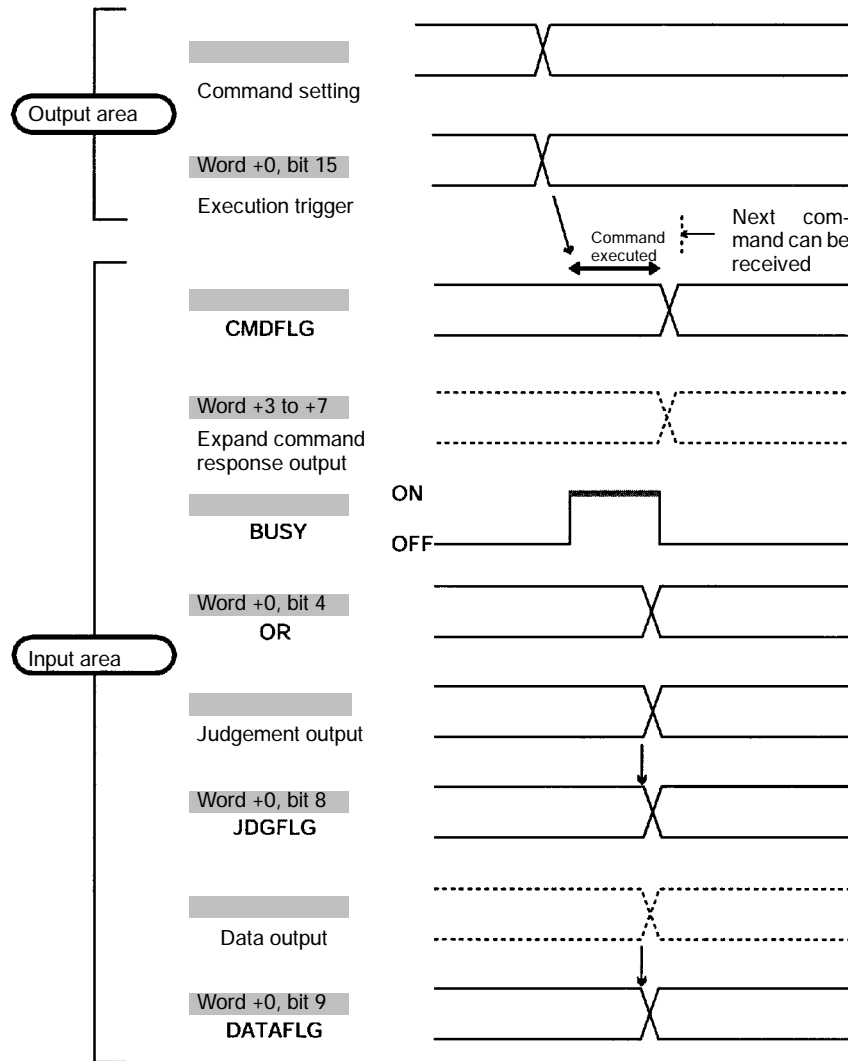 Command setting
Output area
Word +0, bit 15
Execution trigger
Command
executed
Next com-
mand can be
received
CMDFLG
Word +3 to +7
Expand command
response output
ON
BUSY
OFF
Word +0, bit 4
OR
Input area
Judgement output
Word +0, bit 8
JDGFLG
Data output
Word +0, bit 9
DATAFLG